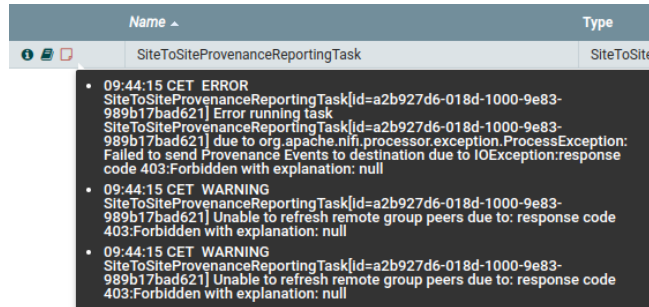 Name Type
SiteToSiteProvenanceReportingTask SiteToSite
• 09:44:15 CET ERROR
SiteToSiteProvenanceReportingTask[id=a2b927d6-018d-1000-9e83-
989b17bad621] Error running task
SiteToSiteProvenanceReportingTask[id=a2b927d6-018d-1000-9e83-
989b17bad621] due to org.apache.nifi.processor.exception.ProcessException:
Failed to send Provenance Events to destination due to IOException:response
code 403:Forbidden with explanation: null
• 09:44:15 CET WARNING
SiteToSiteProvenanceReportingTask[id=a2b927d6-018d-1000-9e83-
989b17bad621] Unable to refresh remote group peers due to: response code
403:Forbidden with explanation: null
• 09:44:15 CET WARNING
SiteToSiteProvenanceReportingTask[id=a2b927d6-018d-1000-9e83-
989b17bad621] Unable to refresh remote group peers due to: response code
403:Forbidden with explanation: null